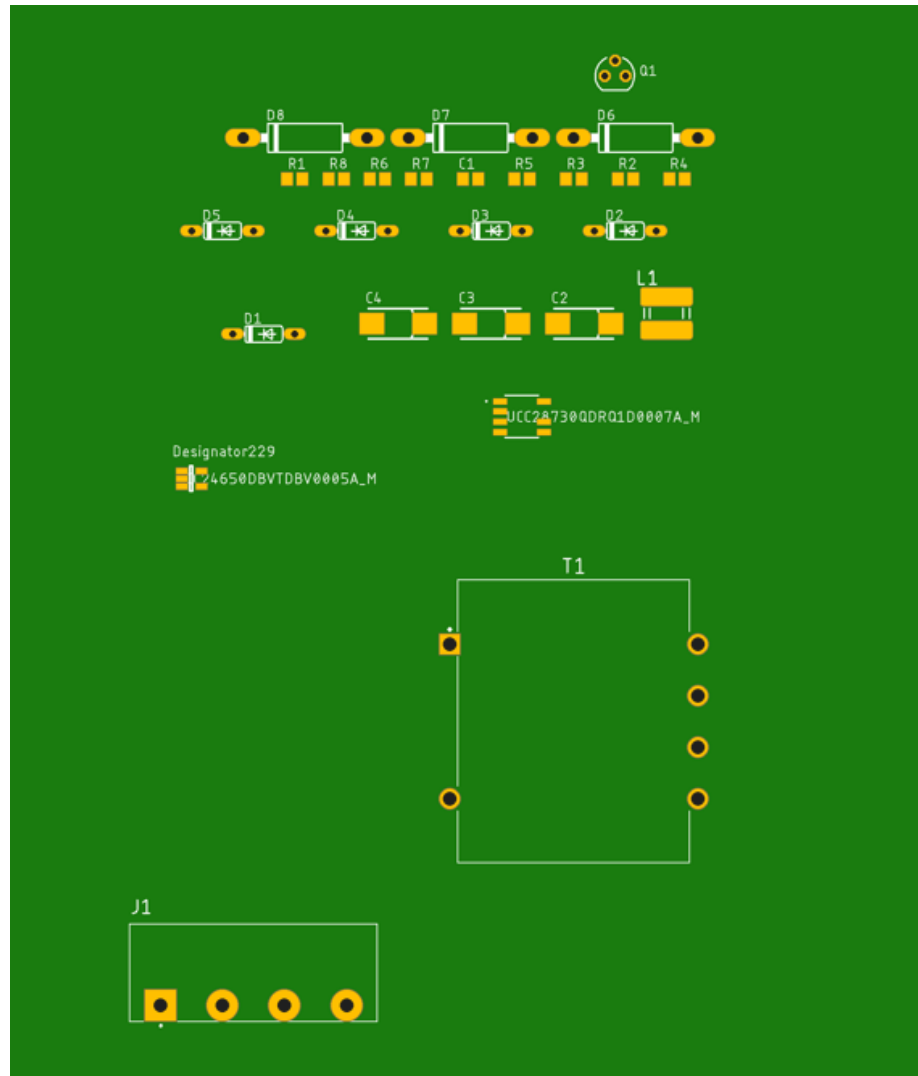 Q1
D8 D7 D6
R1 R8 R6 R7 C1 R5 R3 R2 R4
D5 D4 D3 D2
L1
C4 C3 C2
D1
UCC28730QDRQ1D0007A_M
Designator229
24650DBVTDBV0005A_M
T1
J1